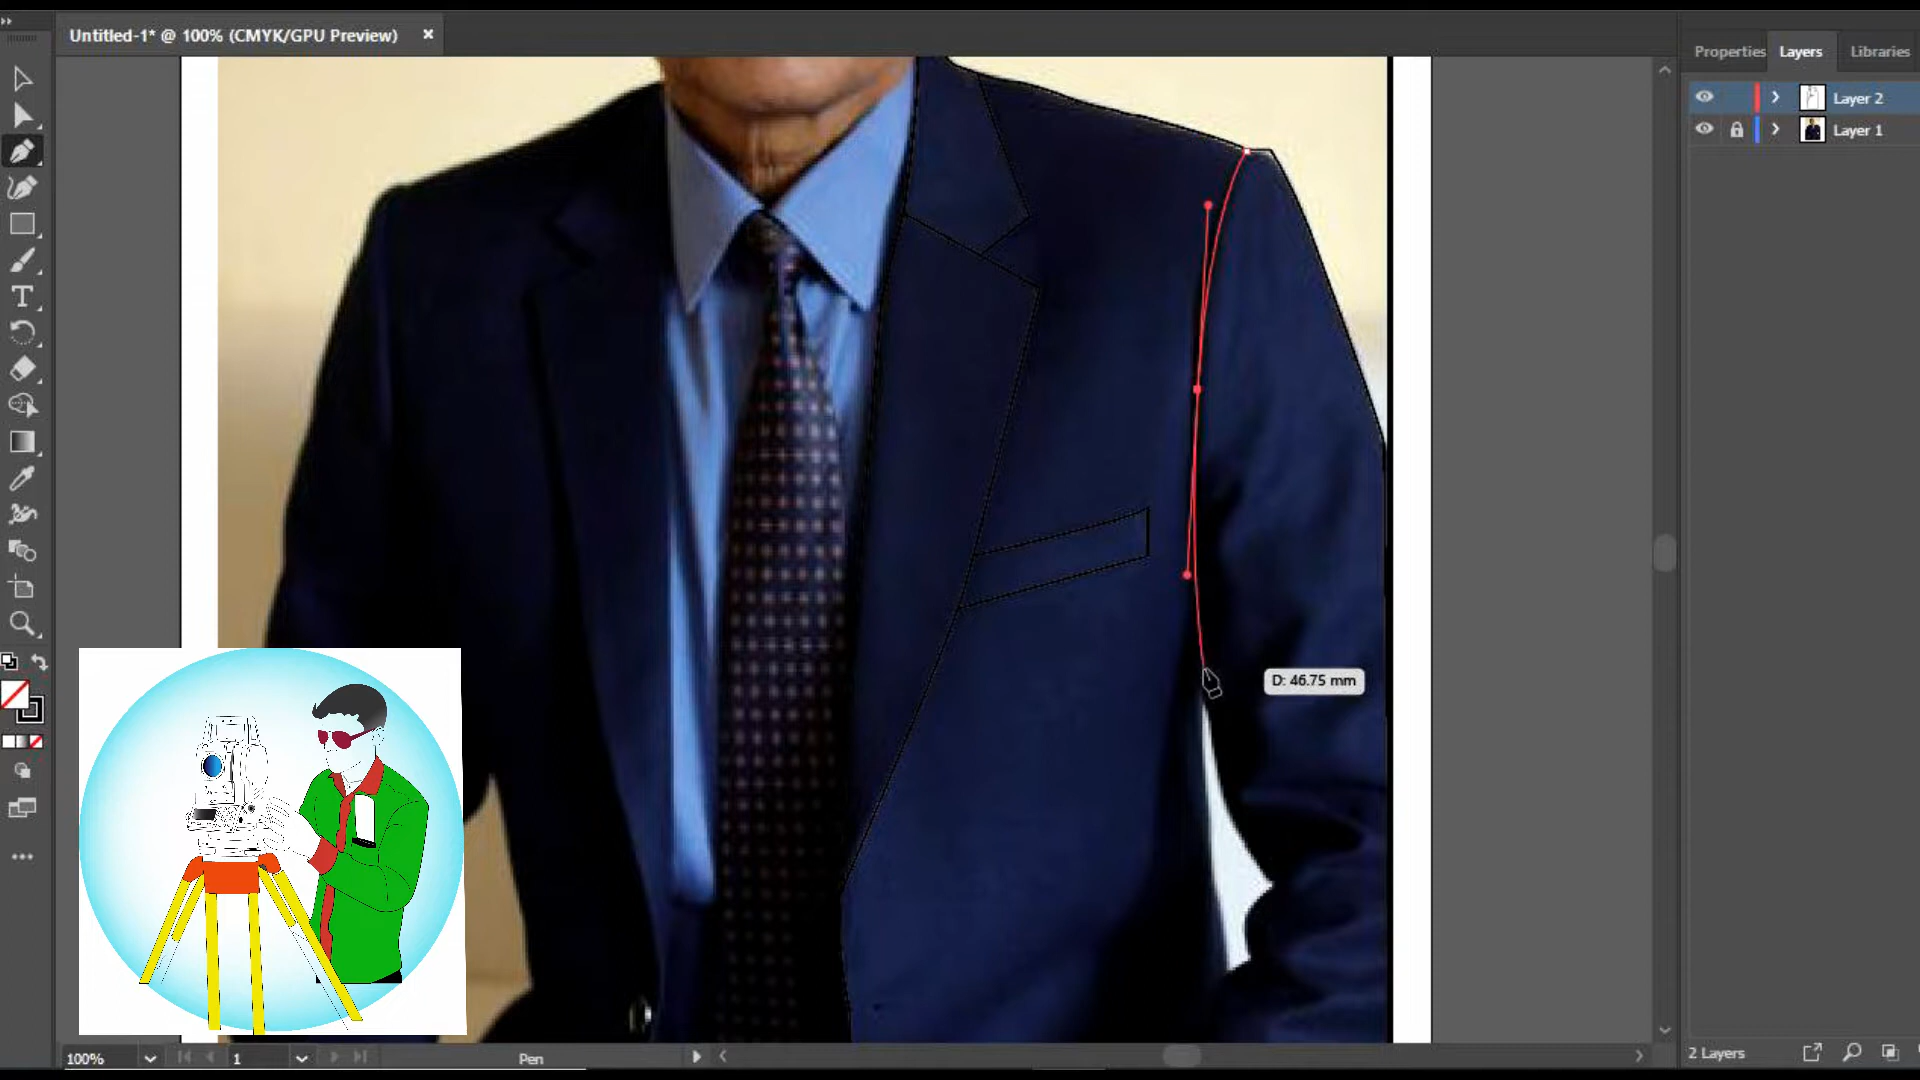 Untitled-1* @ 100% (CMYK/GPU Preview) ×
Properties Layers Libraries
Layer 2
Layer 1
D: 46.75 mm
100% 1 Pen
2 Layers